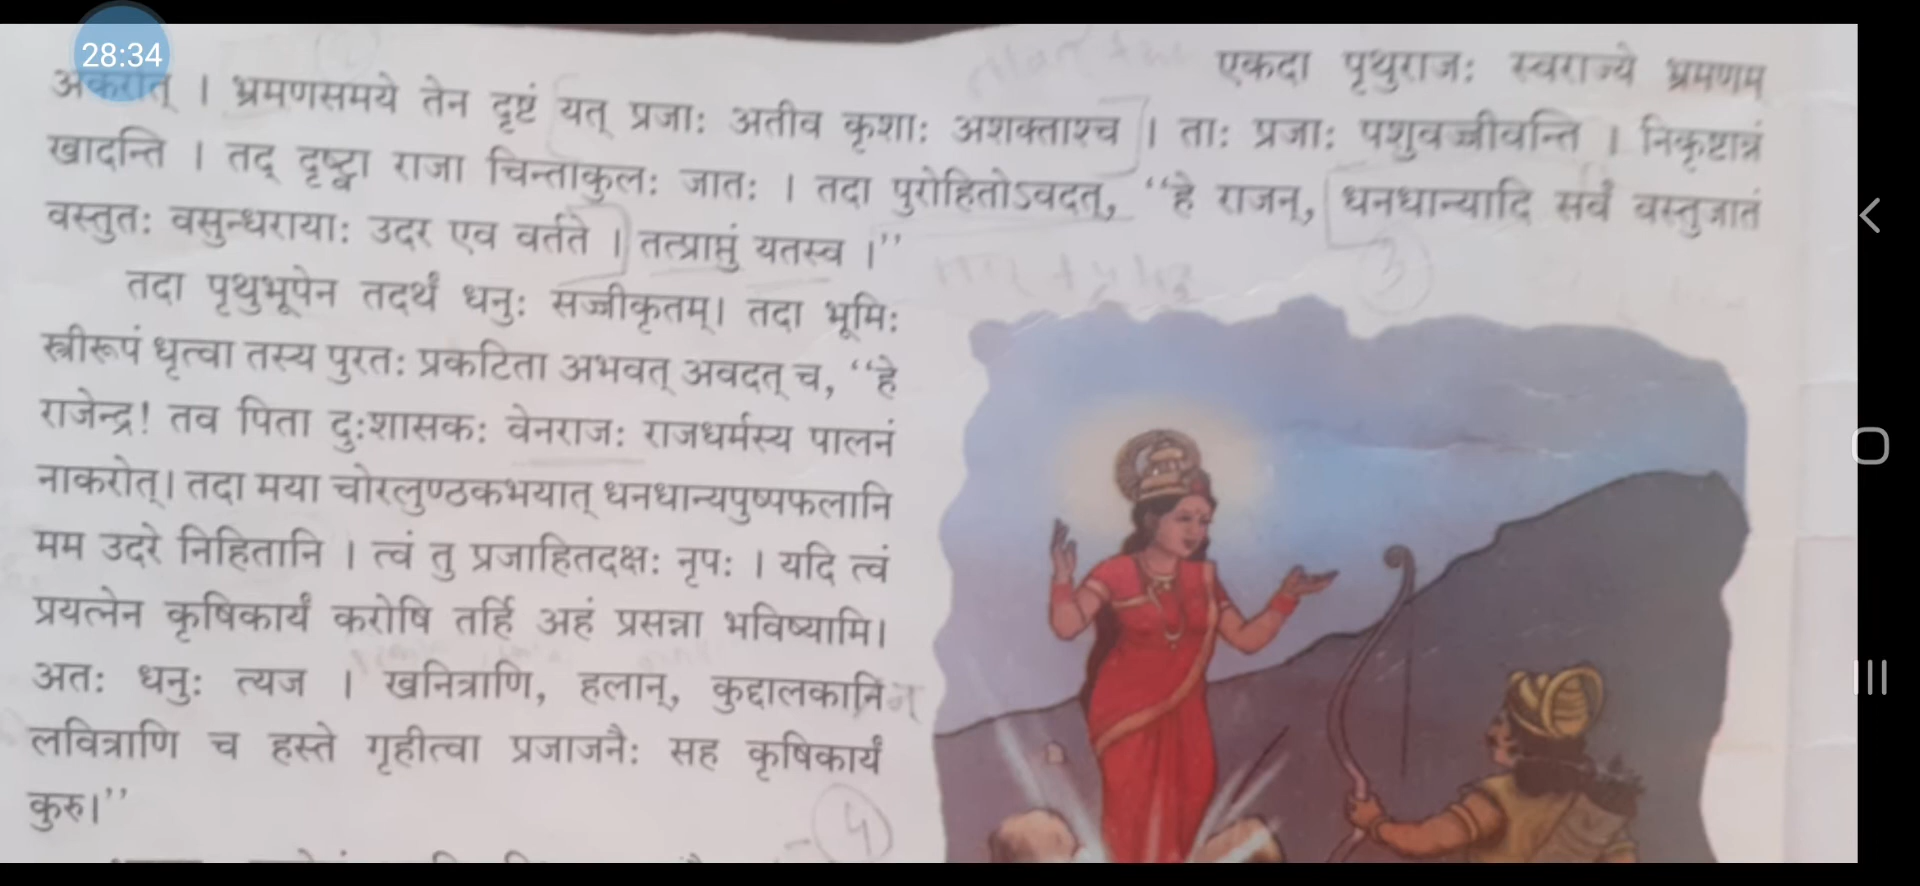 28:34
एकदा पृथुराजः स्वराज्ये भ्रमणम्
अकरोत् । भ्रमणसमये तेन दृष्टं यत् प्रजाः अतीव कृशाः अशक्ताश्च । ताः प्रजाः पशुवज्जीवन्ति । निकृष्टान्नं
खादन्ति । तद् दृष्ट्वा राजा चिन्ताकुलः जातः । तदा पुरोहितोऽवदत्, ‘‘हे राजन्, धनधान्यादि सर्वं वस्तुजातं
वस्तुतः वसुन्धरायाः उदर एव वर्तते । तत्प्राप्तुं यतस्व ।’’
तदा पृथुभूपेन तदर्थं धनुः सज्जीकृतम्। तदा भूमिः
स्त्रीरूपं धृत्वा तस्य पुरतः प्रकटिता अभवत् अवदत् च, ‘‘हे
राजेन्द्र! तव पिता दुःशासकः वेनराजः राजधर्मस्य पालनं
नाकरोत्। तदा मया चोरलुण्ठकभयात् धनधान्यपुष्पफलानि
मम उदरे निहितानि । त्वं तु प्रजाहितदक्षः नृपः । यदि त्वं
प्रयत्नेन कृषिकार्यं करोषि तर्हि अहं प्रसन्ना भविष्यामि।
अतः धनुः त्यज । खनित्राणि, हलान्, कुद्दालकानि
लवित्राणि च हस्ते गृहीत्वा प्रजाजनैः सह कृषिकार्यं
कुरु।’’